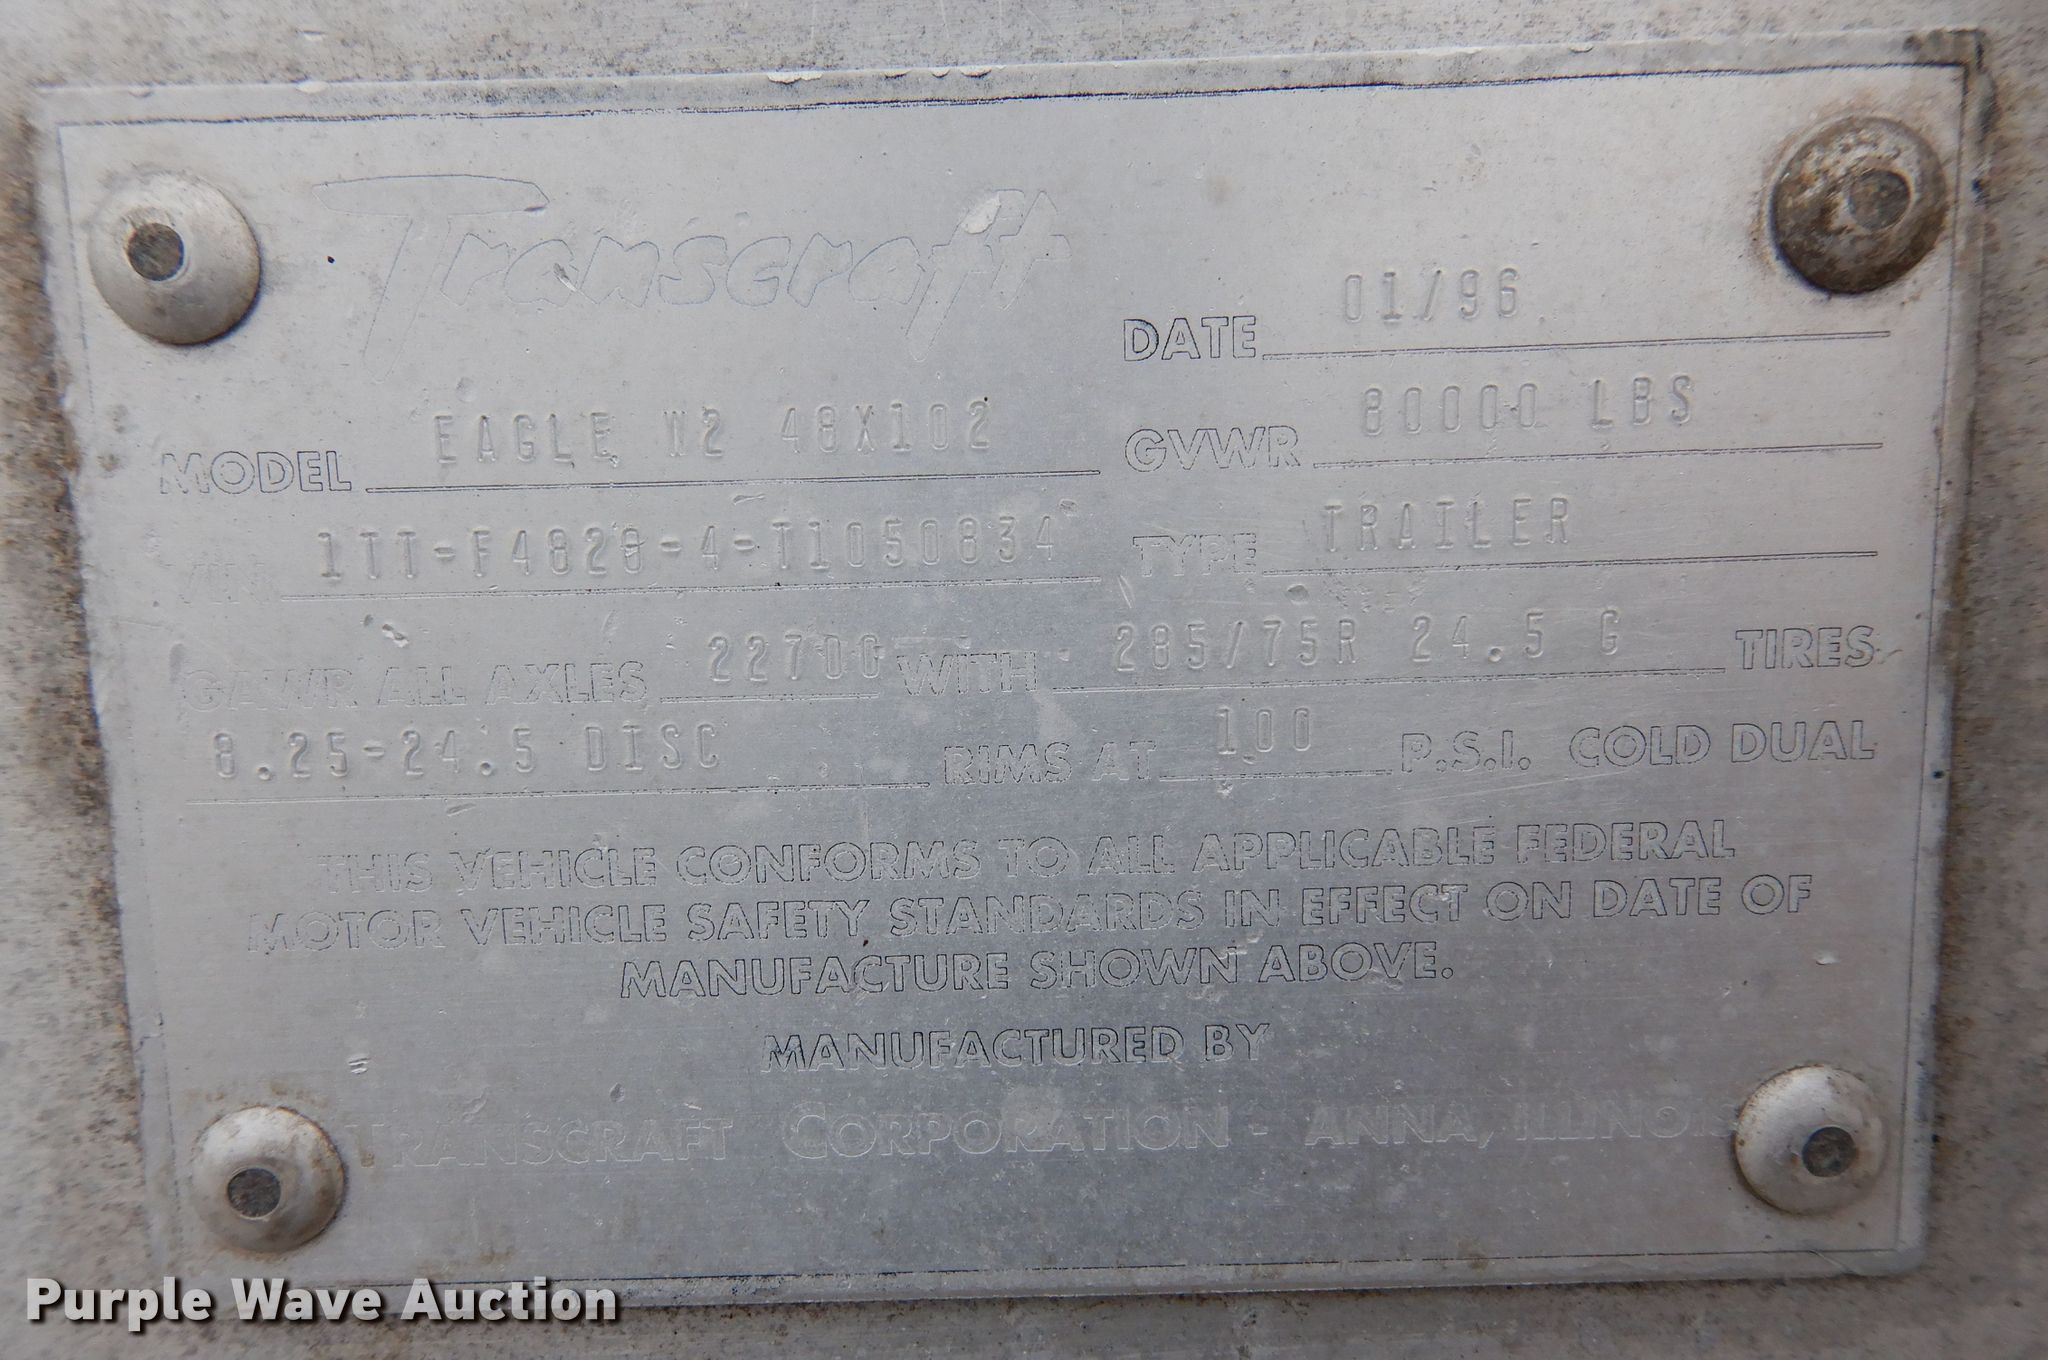 Transcraft
DATE 01/96
MODEL EAGLE W2 48X102
GVWR 80000 LBS
VIN 1TT-F4828-4-T1050834
TYPE TRAILER
GAWR ALL AXLES 22700 WITH 285/75R 24.5 G TIRES
8.25-24.5 DISC RIMS AT 100 P.S.I. COLD DUAL
THIS VEHICLE CONFORMS TO ALL APPLICABLE FEDERAL
MOTOR VEHICLE SAFETY STANDARDS IN EFFECT ON DATE OF
MANUFACTURE SHOWN ABOVE.
MANUFACTURED BY
TRANSCRAFT CORPORATION - ANNA, ILLINOIS
Purple Wave Auction